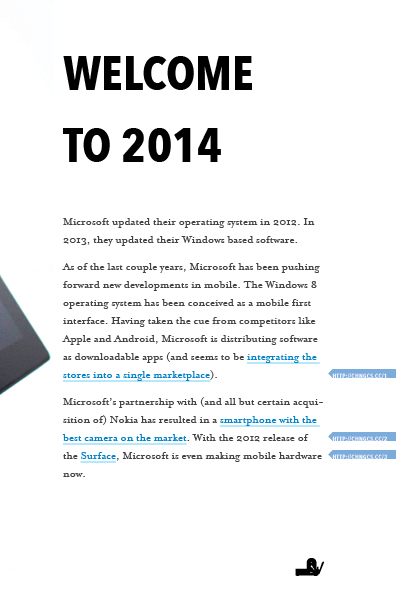 WELCOME
TO 2014
Microsoft updated their operating system in 2012. In
2013, they updated their Windows based software.
As of the last couple years, Microsoft has been pushing
forward new developments in mobile. The Windows 8
operating system has been conceived as a mobile first
interface. Having taken the cue from competitors like
Apple and Android, Microsoft is distributing software
as downloadable apps (and seems to be integrating the
stores into a single marketplace).
HTTP://CHNGCS.CC/1
Microsoft's partnership with (and all but certain acqui-
sition of) Nokia has resulted in a smartphone with the
best camera on the market. With the 2012 release of
HTTP://CHNGCS.CC/2
the Surface, Microsoft is even making mobile hardware
HTTP://CHNGCS.CC/3
now.